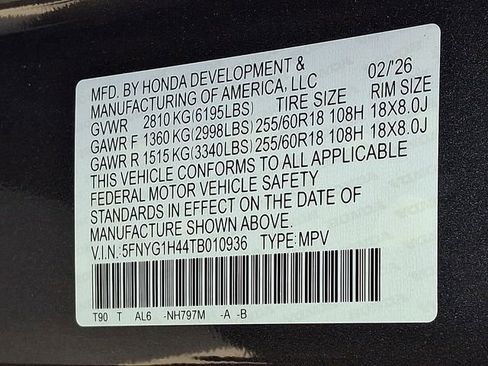 MFD. BY HONDA DEVELOPMENT &
MANUFACTURING OF AMERICA, LLC 02/26
GVWR 2810 KG(6195LBS) TIRE SIZE RIM SIZE
GAWR F 1360 KG(2998LBS) 255/60R18 108H 18X8.0J
GAWR R 1515 KG(3340LBS) 255/60R18 108H 18X8.0J
THIS VEHICLE CONFORMS TO ALL APPLICABLE
FEDERAL MOTOR VEHICLE SAFETY
STANDARDS IN EFFECT ON THE DATE OF
MANUFACTURE SHOWN ABOVE.
V.I.N.:5FNYG1H44TB010936 TYPE:MPV
T90 T AL6 -NH797M -A -B